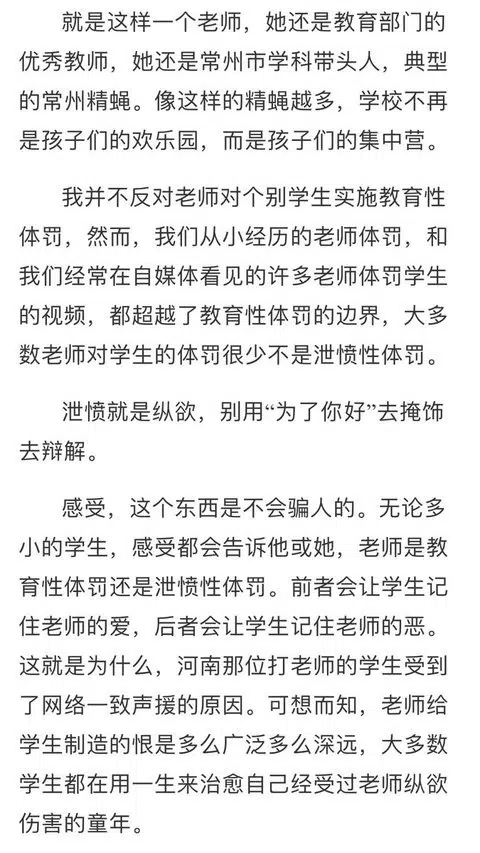 就是这样一个老师，她还是教育部门的
优秀教师，她还是常州市学科带头人，典型
的常州精蝇。像这样的精蝇越多，学校不再
是孩子们的欢乐园，而是孩子们的集中营。
我并不反对老师对个别学生实施教育性
体罚，然而，我们从小经历的老师体罚，和
我们经常在自媒体看见的许多老师体罚学生
的视频，都超越了教育性体罚的边界，大多
数老师对学生的体罚很少不是泄愤性体罚。
泄愤就是纵欲，别用“为了你好”去掩饰
去辩解。
感受，这个东西是不会骗人的。无论多
小的学生，感受都会告诉他或她，老师是教
育性体罚还是泄愤性体罚。前者会让学生记
住老师的爱，后者会让学生记住老师的恶。
这就是为什么，河南那位打老师的学生受到
了网络一致声援的原因。可想而知，老师给
学生制造的恨是多么广泛多么深远，大多数
学生都在用一生来治愈自己经受过老师纵欲
伤害的童年。